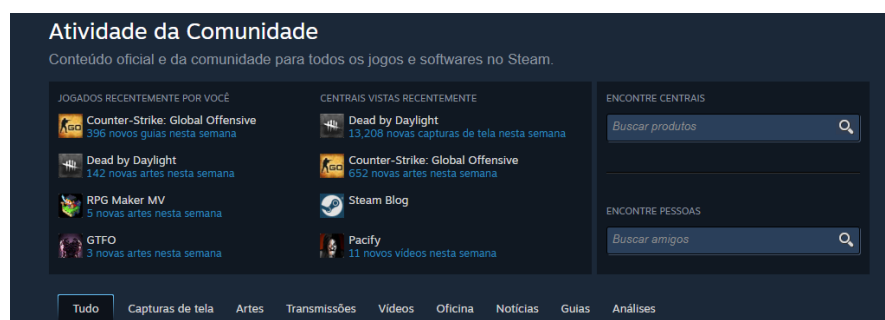 Atividade da Comunidade
Conteúdo oficial e da comunidade para todos os jogos e softwares no Steam.
JOGADOS RECENTEMENTE POR VOCÊ
Counter-Strike: Global Offensive
396 novos guias nesta semana
Dead by Daylight
142 novas artes nesta semana
RPG Maker MV
5 novas artes nesta semana
GTFO
3 novas artes nesta semana
CENTRAIS VISTAS RECENTEMENTE
Dead by Daylight
13,208 novas capturas de tela nesta semana
Counter-Strike: Global Offensive
652 novas artes nesta semana
Steam Blog
Pacify
11 novos vídeos nesta semana
ENCONTRE CENTRAIS
Buscar produtos
ENCONTRE PESSOAS
Buscar amigos
Tudo Capturas de tela Artes Transmissões Vídeos Oficina Notícias Guias Análises